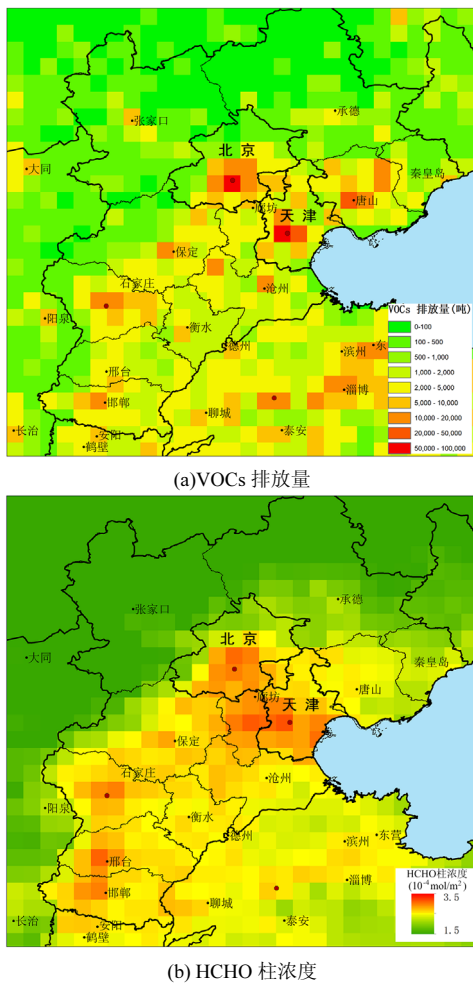 张家口
承德
北京
大同
秦皇岛
廊坊
唐山
天津
保定
石家庄
沧州
阳泉
衡水
德州
滨州
东
邢台
淄博
邯郸
聊城
长治
安阳
泰安
鹤壁
VOCs 排放量(吨)
0-100
100 - 500
500 - 1,000
1,000 - 2,000
2,000 - 5,000
5,000 - 10,000
10,000 - 20,000
20,000 - 50,000
50,000 - 100,000
(a)VOCs 排放量
承德
张家口
北京
大同
秦皇岛
廊坊
唐山
天津
保定
石家庄
沧州
阳泉
衡水
德州
滨州
东营
邢台
淄博
邯郸
聊城
长治
安阳
泰安
鹤壁
HCHO柱浓度
(10⁻⁴mol/m²)
3.5
1.5
(b) HCHO 柱浓度